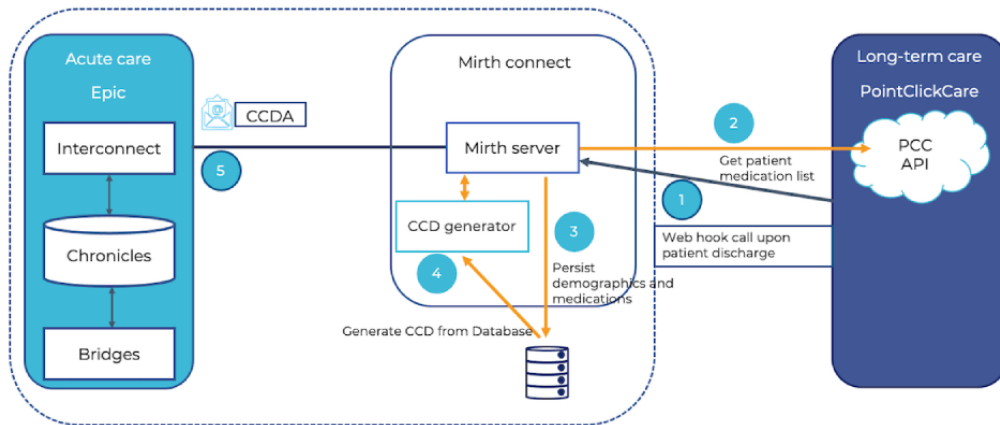 Acute care
Epic
Interconnect
Chronicles
Bridges
CCDA
5
Mirth connect
Mirth server
CCD generator
4
3
Persist
demographics and
medications
Generate CCD from Database
2
Get patient
medication list
1
Web hook call upon
patient discharge
Long-term care
PointClickCare
PCC
API